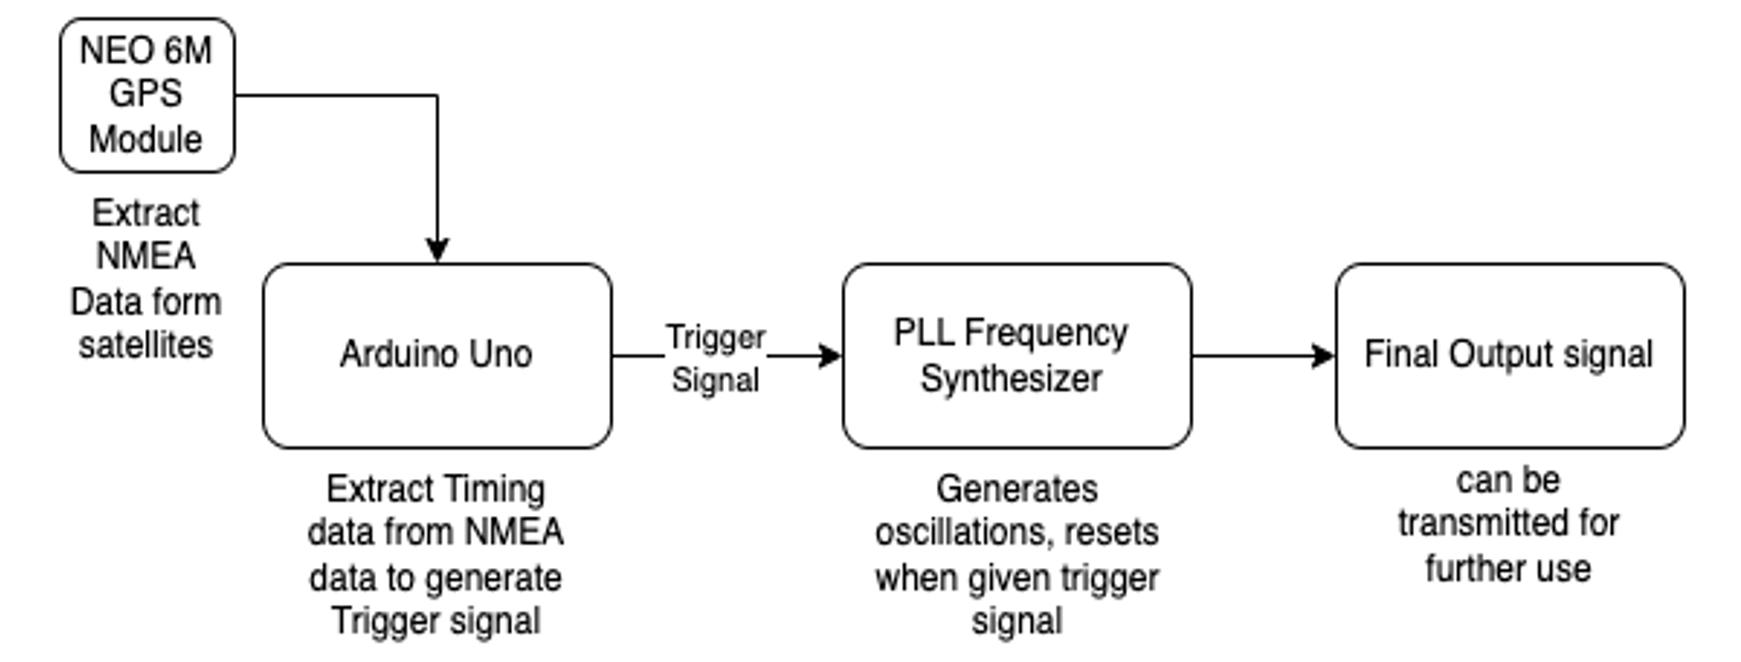 NEO 6M
GPS
Module
Extract
NMEA
Data form
satellites
Arduino Uno
Extract Timing
data from NMEA
data to generate
Trigger signal
Trigger
Signal
PLL Frequency
Synthesizer
Generates
oscillations, resets
when given trigger
signal
Final Output signal
can be
transmitted for
further use